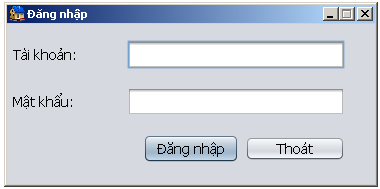 Đăng nhập
Tài khoản:
Mật khẩu:
Đăng nhập Thoát